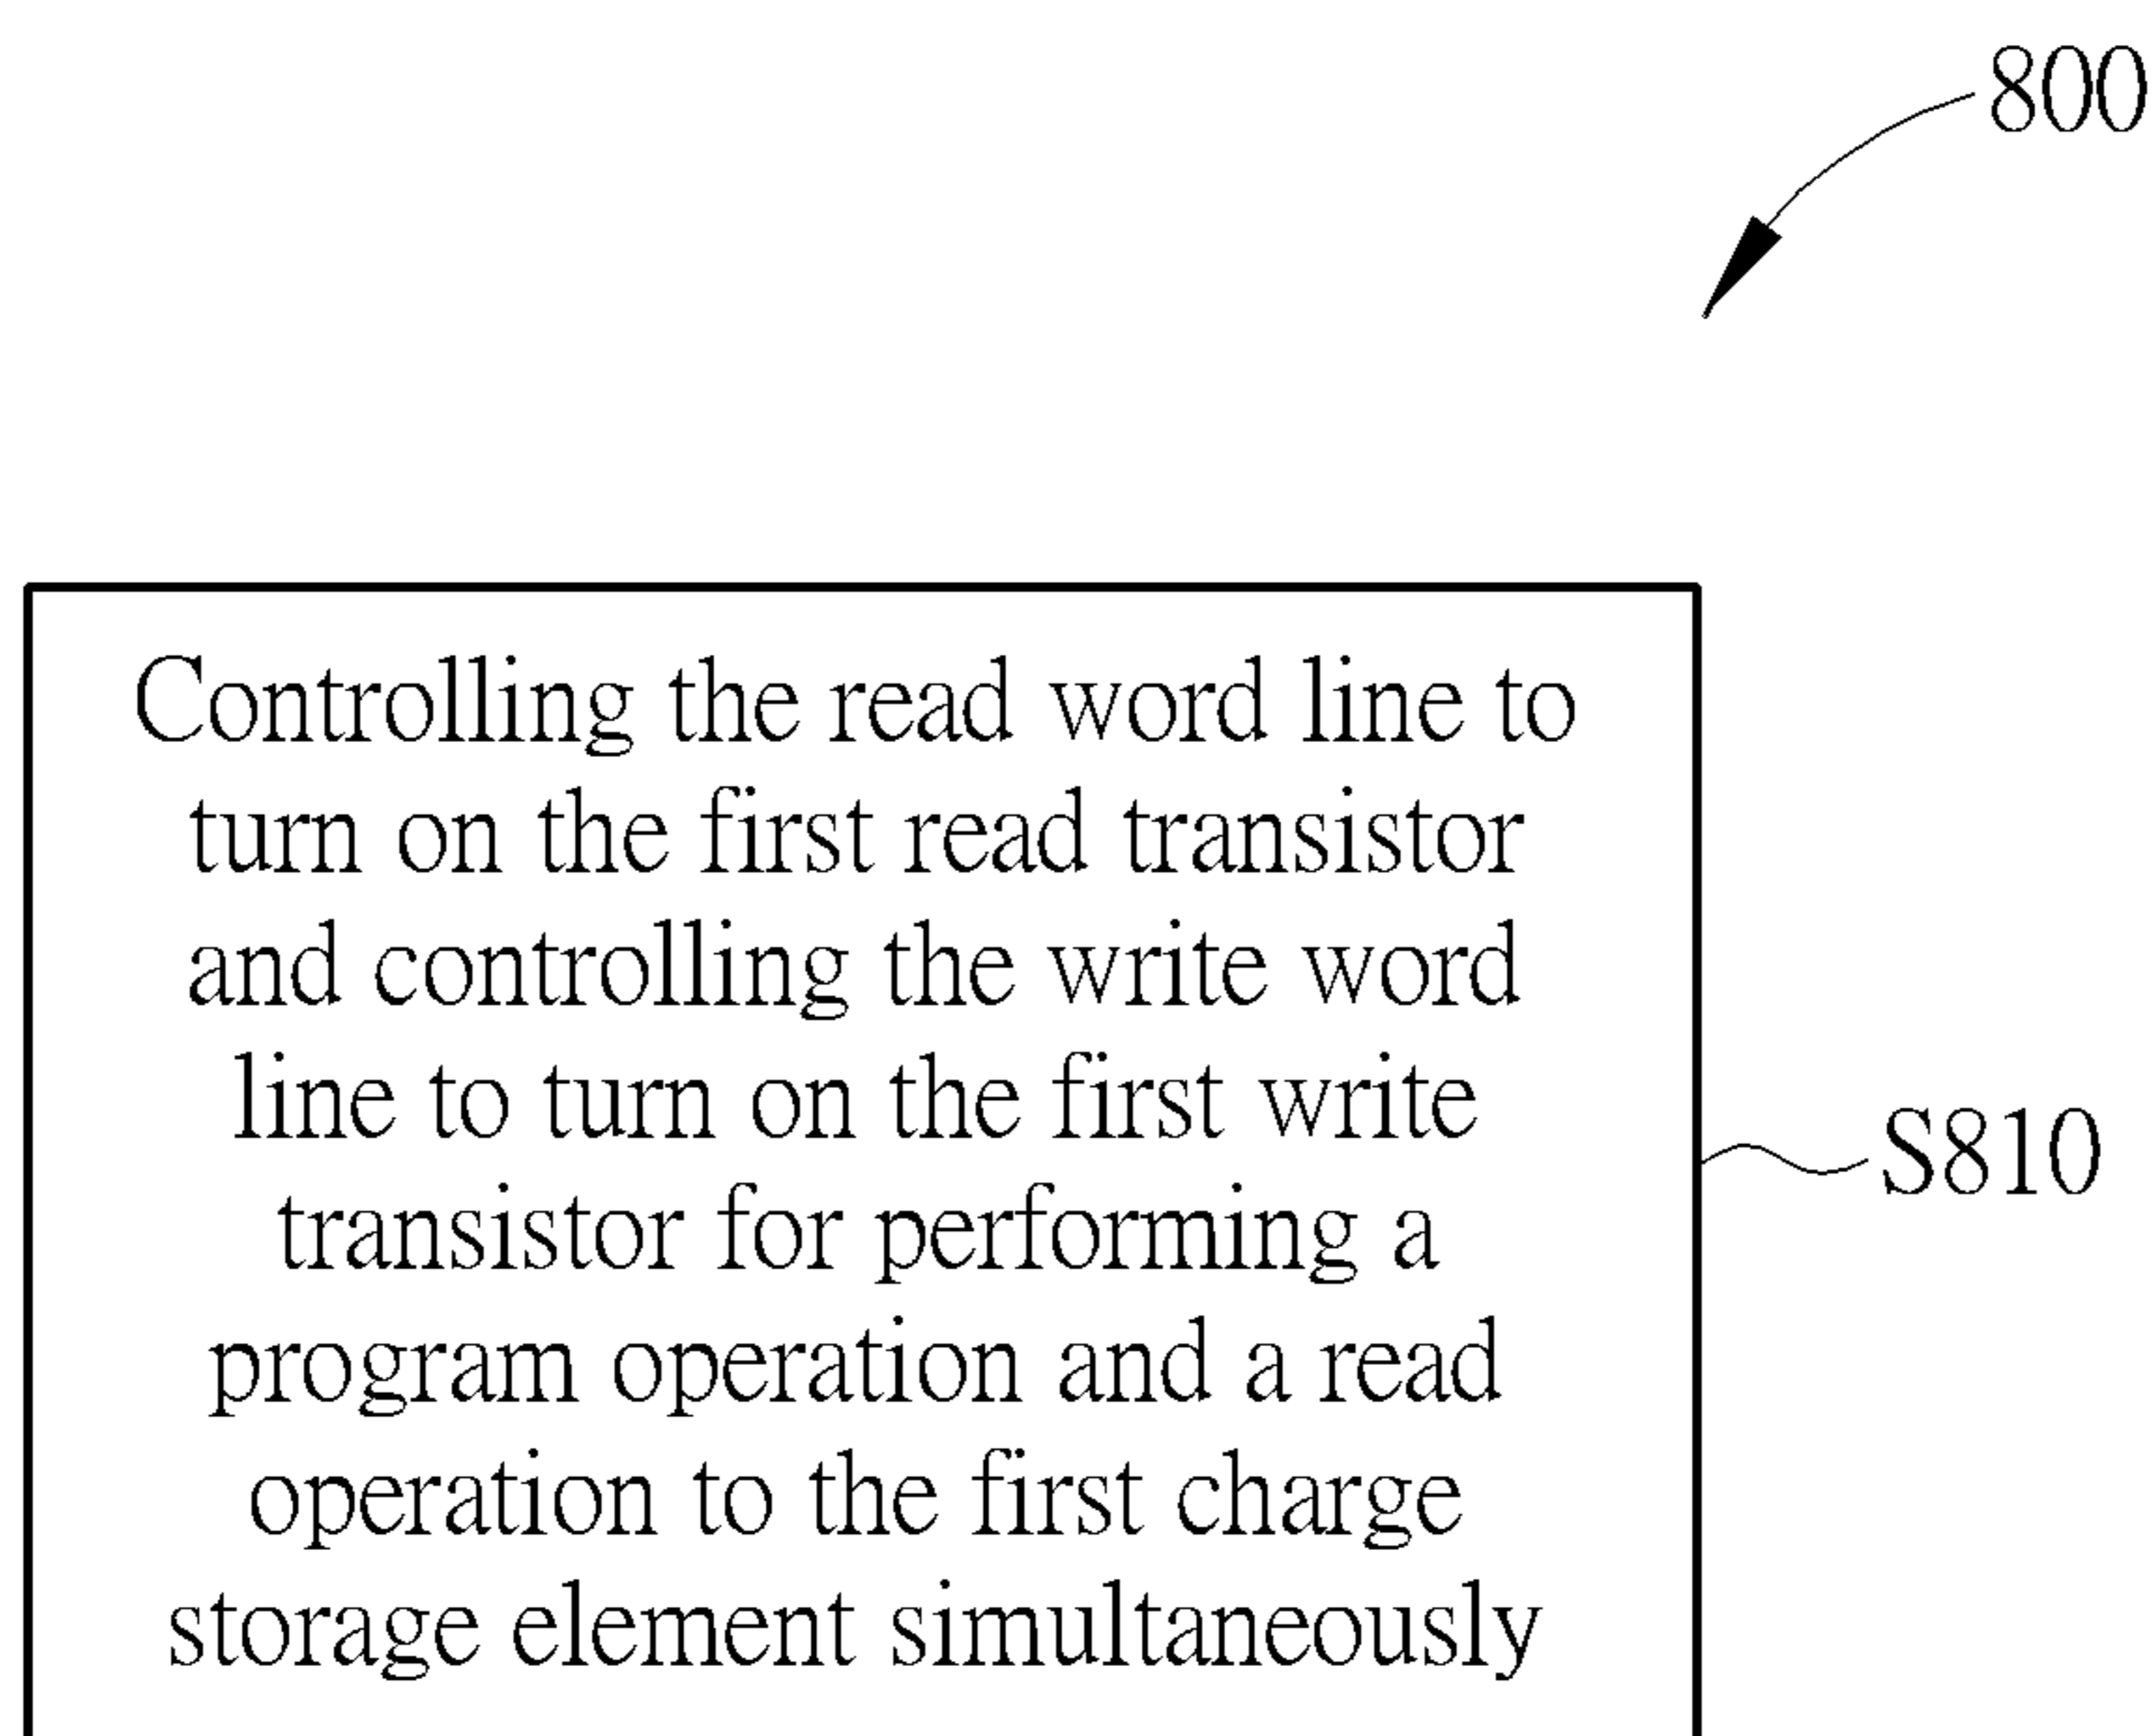 800
Controlling the read word line to
turn on the first read transistor
and controlling the write word
line to turn on the first write
transistor for performing a
program operation and a read
operation to the first charge
storage element simultaneously
S810